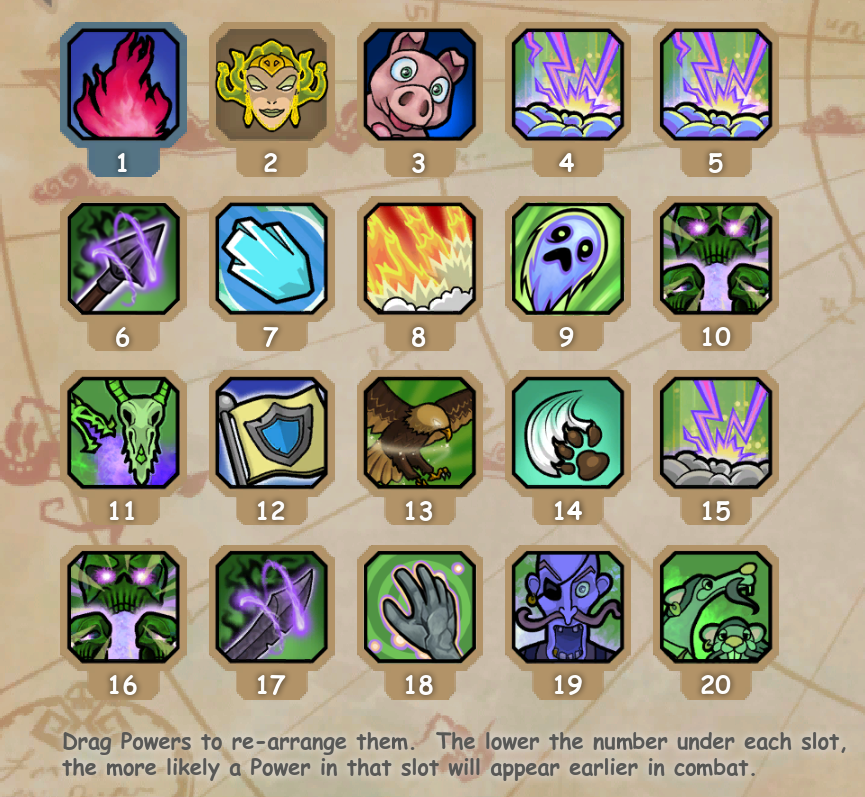 1 2 3 4 5
6 7 8 9 10
11 12 13 14 15
16 17 18 19 20
Drag Powers to re-arrange them.  The lower the number under each slot,
the more likely a Power in that slot will appear earlier in combat.